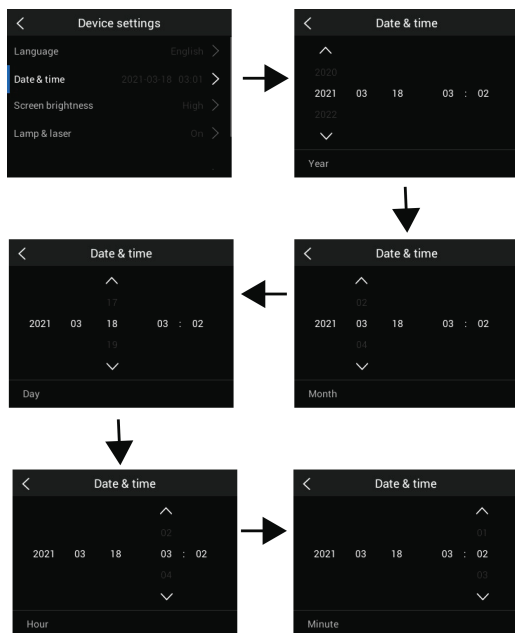 Device settings
Language English
Date & time 2021-03-18 03:01
Screen brightness High
Lamp & laser On
Date & time
2020
2021 03 18 03 : 02
2022
Year
Date & time
02
2021 03 18 03 : 02
04
Month
Date & time
17
2021 03 18 03 : 02
19
Day
Date & time
02
2021 03 18 03 : 02
04
Hour
Date & time
01
2021 03 18 03 : 02
03
Minute